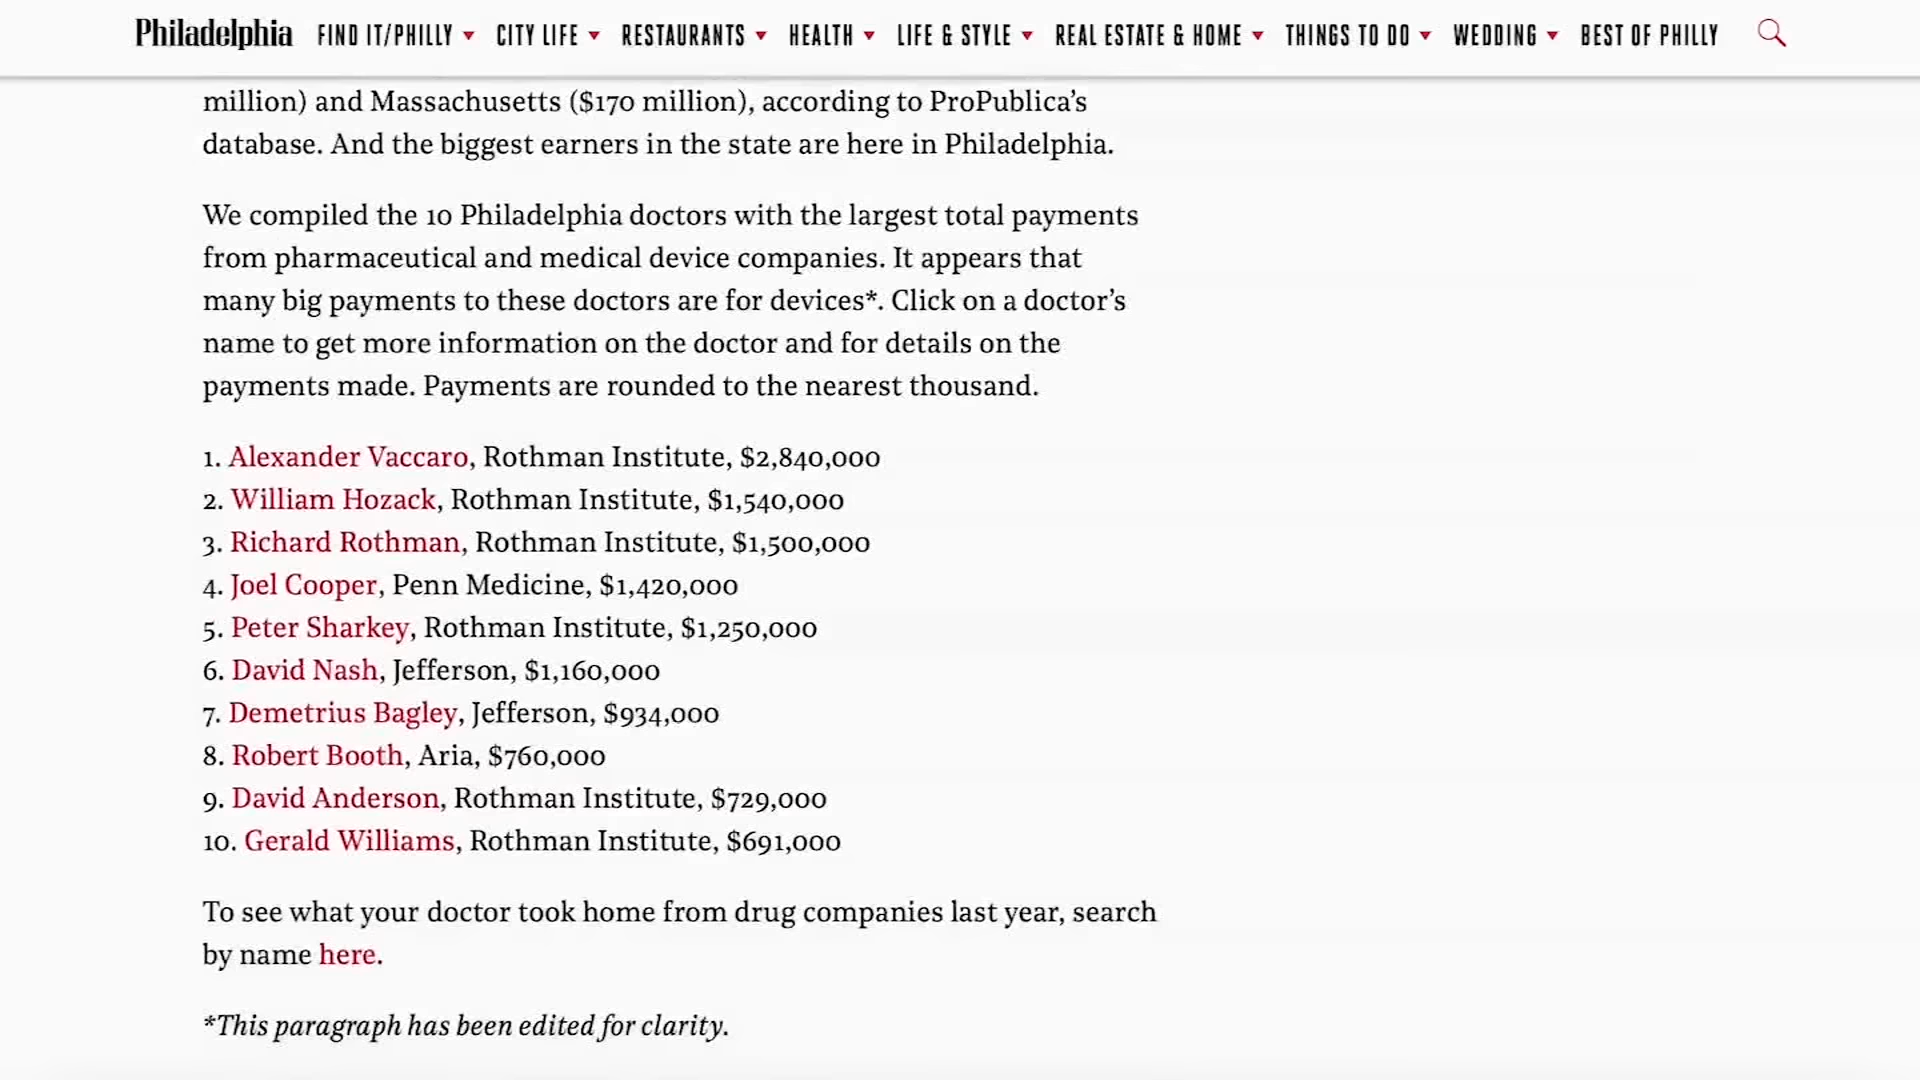 Philadelphia FIND IT/PHILLY CITY LIFE RESTAURANTS HEALTH LIFE & STYLE REAL ESTATE & HOME THINGS TO DO WEDDING BEST OF PHILLY
million) and Massachusetts ($170 million), according to ProPublica’s
database. And the biggest earners in the state are here in Philadelphia.
We compiled the 10 Philadelphia doctors with the largest total payments
from pharmaceutical and medical device companies. It appears that
many big payments to these doctors are for devices*. Click on a doctor’s
name to get more information on the doctor and for details on the
payments made. Payments are rounded to the nearest thousand.
1. Alexander Vaccaro, Rothman Institute, $2,840,000
2. William Hozack, Rothman Institute, $1,540,000
3. Richard Rothman, Rothman Institute, $1,500,000
4. Joel Cooper, Penn Medicine, $1,420,000
5. Peter Sharkey, Rothman Institute, $1,250,000
6. David Nash, Jefferson, $1,160,000
7. Demetrius Bagley, Jefferson, $934,000
8. Robert Booth, Aria, $760,000
9. David Anderson, Rothman Institute, $729,000
10. Gerald Williams, Rothman Institute, $691,000
To see what your doctor took home from drug companies last year, search
by name here.
*This paragraph has been edited for clarity.